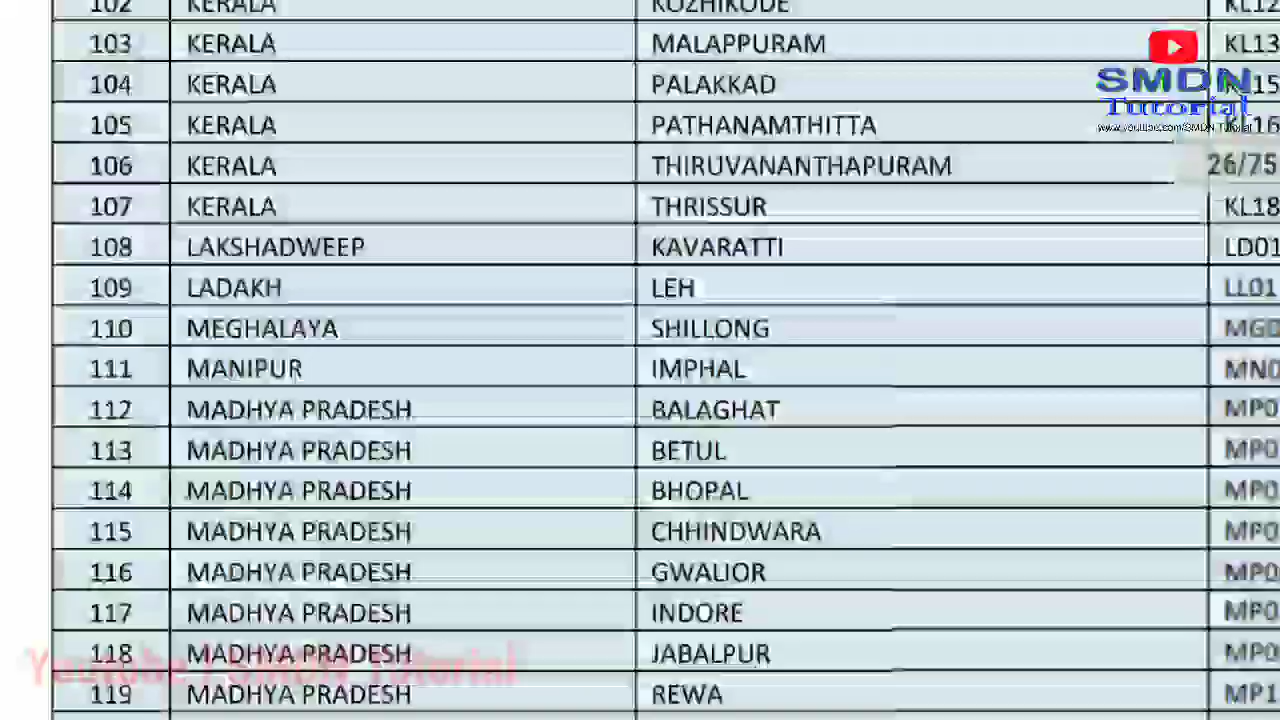 102 KERALA KOZHIKODE KL12
103 KERALA MALAPPURAM KL13
104 KERALA PALAKKAD KL15
105 KERALA PATHANAMTHITTA KL16
106 KERALA THIRUVANANTHAPURAM 26/75
107 KERALA THRISSUR KL18
108 LAKSHADWEEP KAVARATTI LD01
109 LADAKH LEH LL01
110 MEGHALAYA SHILLONG MG0
111 MANIPUR IMPHAL MN0
112 MADHYA PRADESH BALAGHAT MP0
113 MADHYA PRADESH BETUL MP0
114 MADHYA PRADESH BHOPAL MP0
115 MADHYA PRADESH CHHINDWARA MP0
116 MADHYA PRADESH GWALIOR MP0
117 MADHYA PRADESH INDORE MP0
118 MADHYA PRADESH JABALPUR MP0
119 MADHYA PRADESH REWA MP1
SMDN
Tutorial
www.youtube.com/SMDN Tutorial
Youtube / SMDN Tutorial